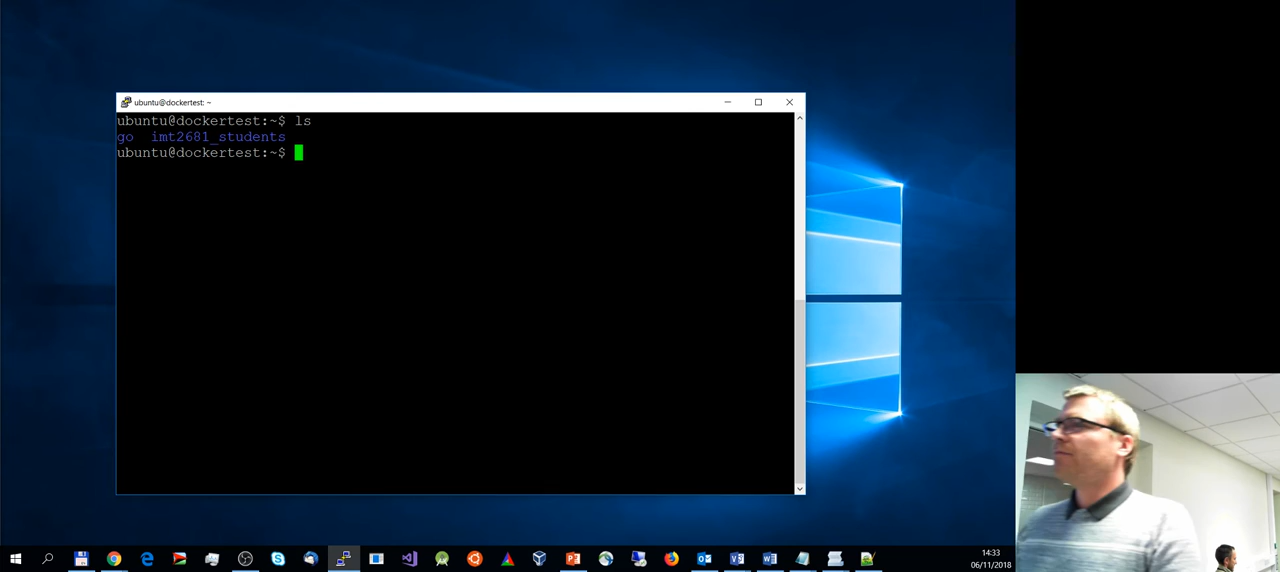 ubuntu@dockertest: ~
ubuntu@dockertest:~$ ls
go imt2681_students
ubuntu@dockertest:~$
14:33
06/11/2018